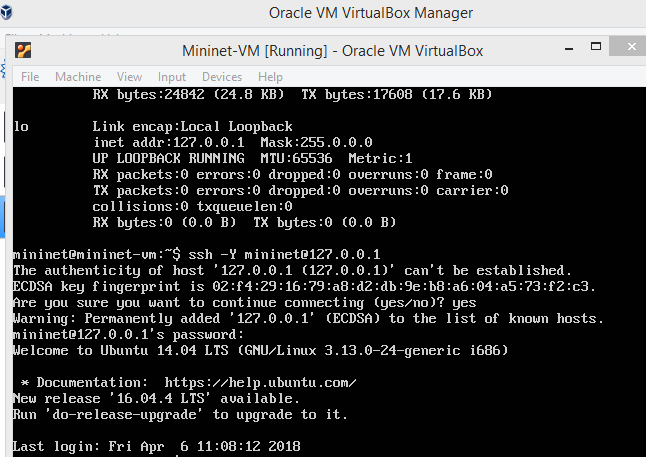 Oracle VM VirtualBox Manager
Mininet-VM [Running] - Oracle VM VirtualBox
File Machine View Input Devices Help
RX bytes:24842 (24.8 KB) TX bytes:17608 (17.6 KB)
lo Link encap:Local Loopback
inet addr:127.0.0.1 Mask:255.0.0.0
UP LOOPBACK RUNNING MTU:65536 Metric:1
RX packets:0 errors:0 dropped:0 overruns:0 frame:0
TX packets:0 errors:0 dropped:0 overruns:0 carrier:0
collisions:0 txqueuelen:0
RX bytes:0 (0.0 B) TX bytes:0 (0.0 B)
mininet@mininet-vm:~$ ssh -Y mininet@127.0.0.1
The authenticity of host '127.0.0.1 (127.0.0.1)' can't be established.
ECDSA key fingerprint is 02:f4:29:16:79:a8:d2:db:9e:b8:a6:04:a5:73:f2:c3.
Are you sure you want to continue connecting (yes/no)? yes
Warning: Permanently added '127.0.0.1' (ECDSA) to the list of known hosts.
mininet@127.0.0.1's password:
Welcome to Ubuntu 14.04 LTS (GNU/Linux 3.13.0-24-generic i686)
* Documentation: https://help.ubuntu.com/
New release '16.04.4 LTS' available.
Run 'do-release-upgrade' to upgrade to it.
Last login: Fri Apr 6 11:08:12 2018